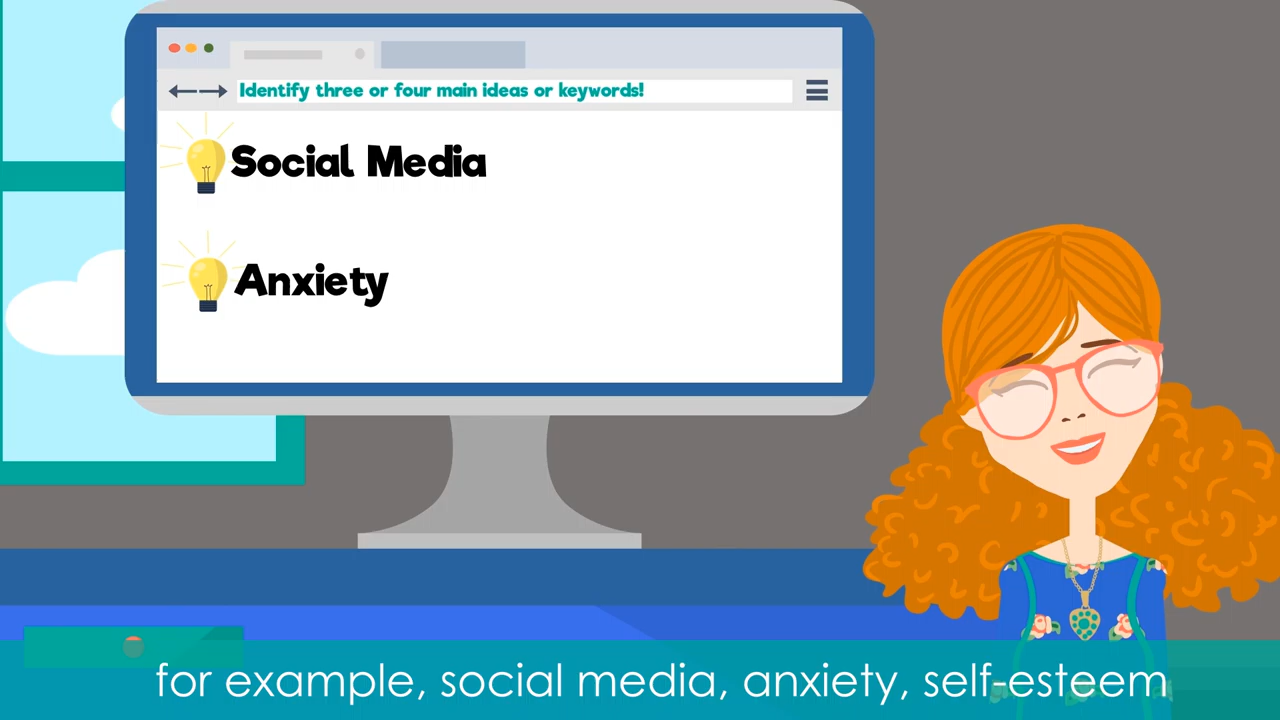 Identify three or four main ideas or keywords!
Social Media
Anxiety
for example, social media, anxiety, self-esteem